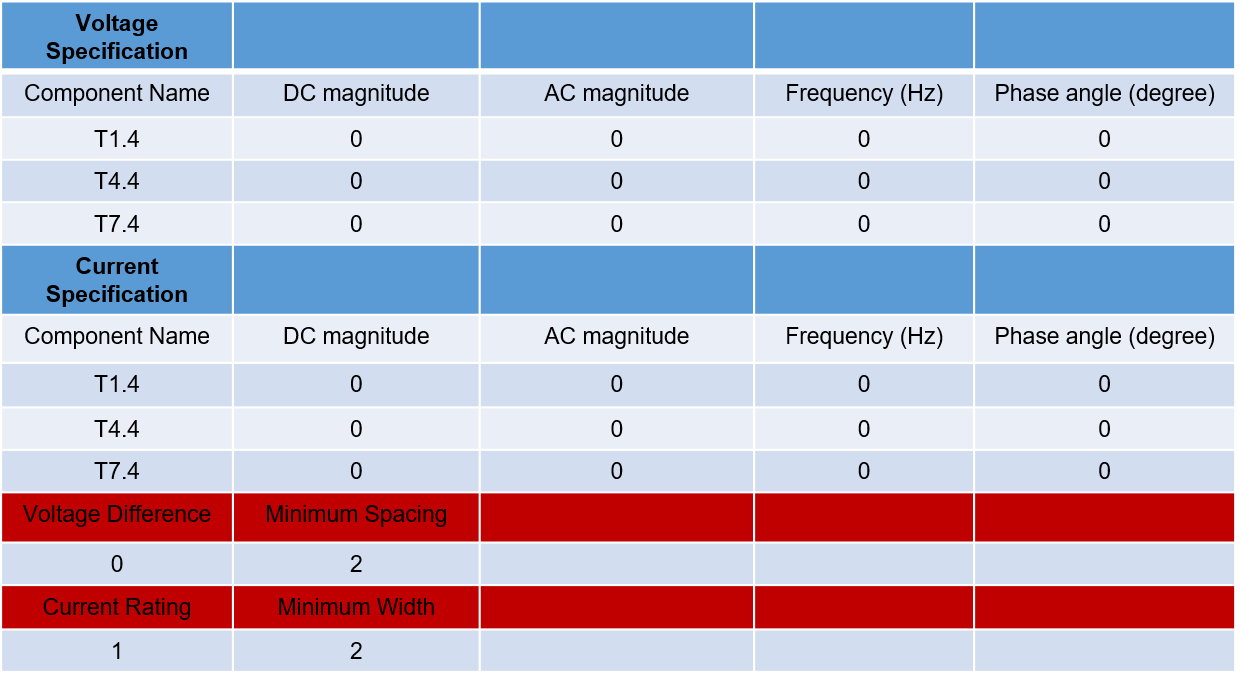 Voltage
Specification
Component Name DC magnitude AC magnitude Frequency (Hz) Phase angle (degree)
T1.4 0 0 0 0
T4.4 0 0 0 0
T7.4 0 0 0 0
Current
Specification
Component Name DC magnitude AC magnitude Frequency (Hz) Phase angle (degree)
T1.4 0 0 0 0
T4.4 0 0 0 0
T7.4 0 0 0 0
Voltage Difference Minimum Spacing
0 2
Current Rating Minimum Width
1 2